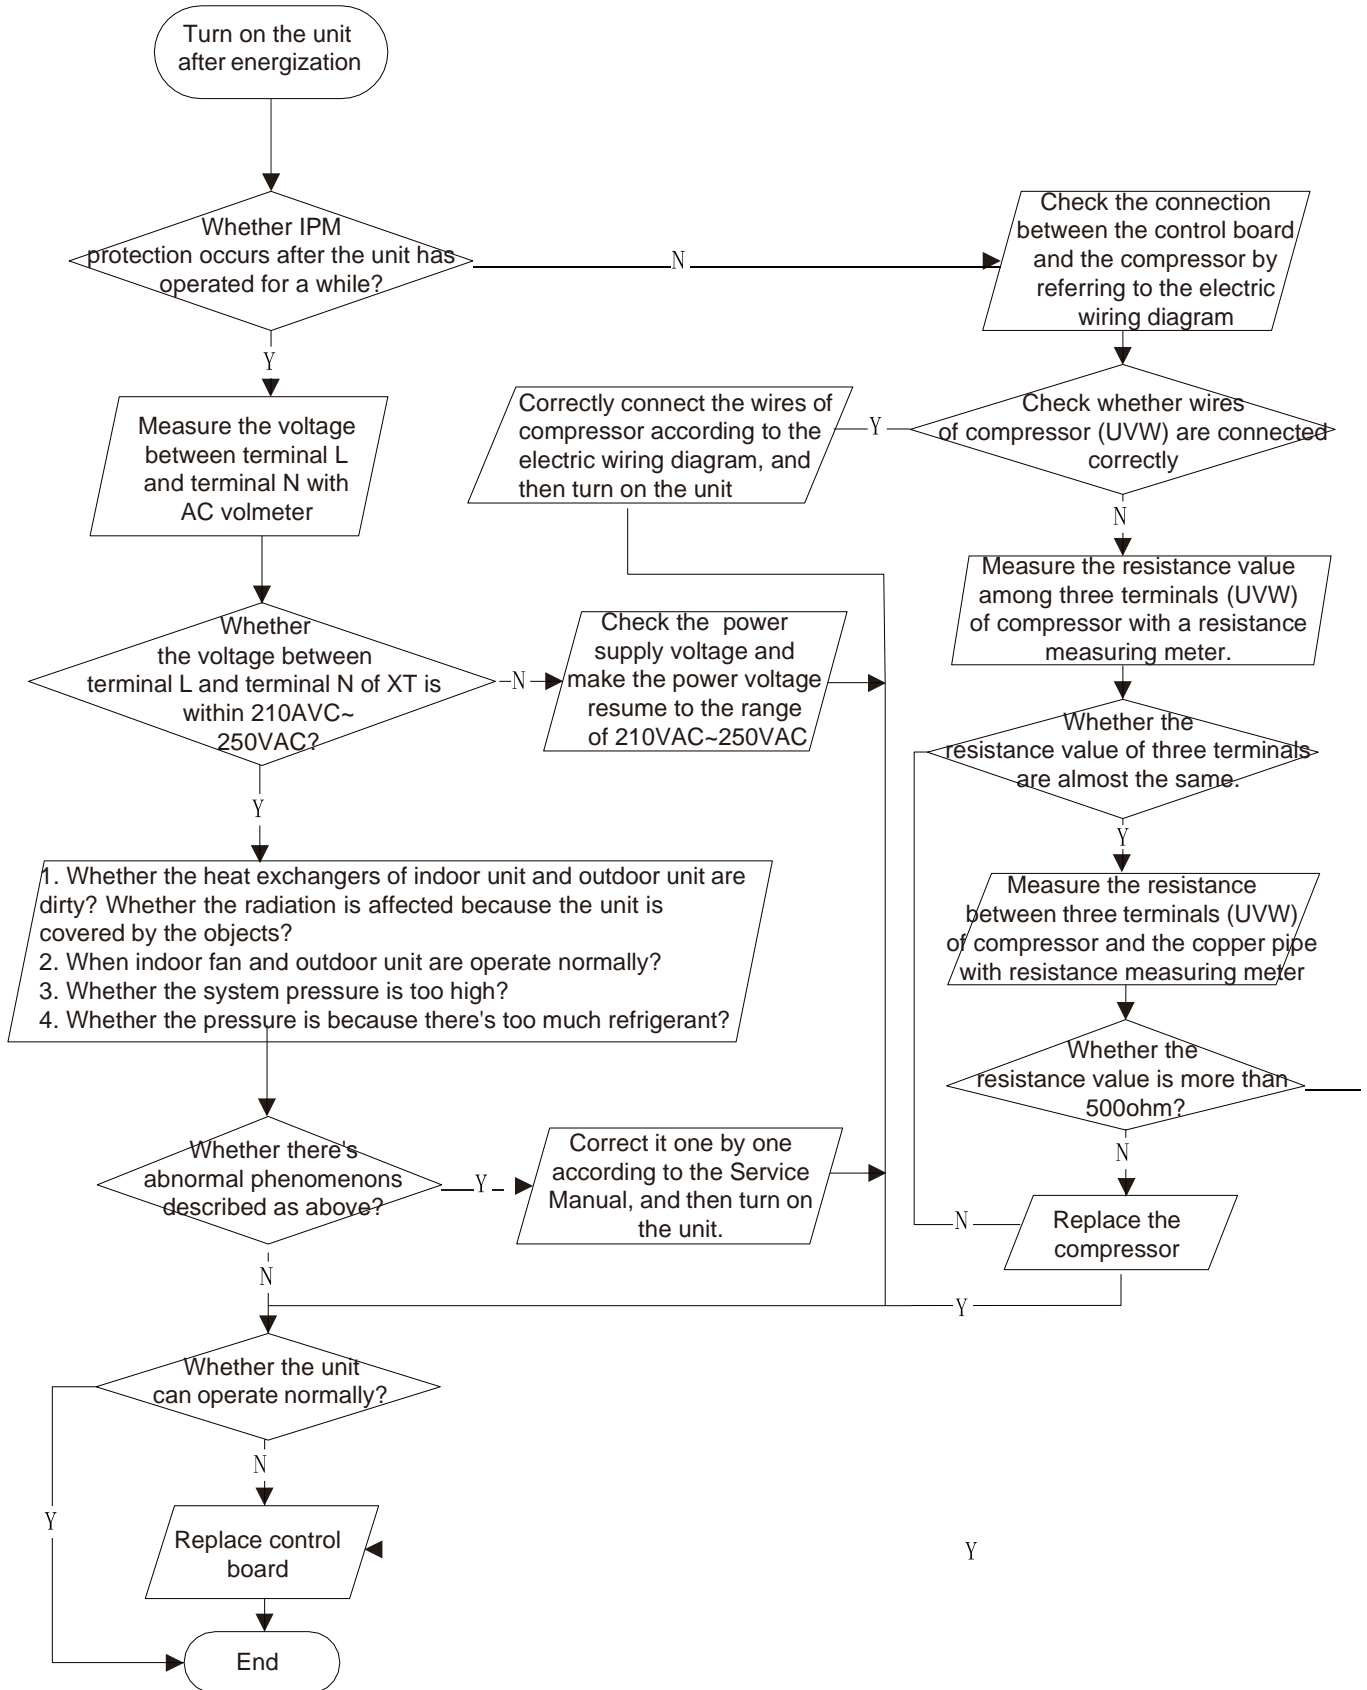 Turn on the unit
after energization
Whether IPM
protection occurs after the unit has
operated for a while?
N
Check the connection
between the control board
and the compressor by
referring to the electric
wiring diagram
Y
Measure the voltage
between terminal L
and terminal N with
AC volmeter
Correctly connect the wires of
compressor according to the
electric wiring diagram, and
then turn on the unit
Y
Check whether wires
of compressor (UVW) are connected
correctly
N
Measure the resistance value
among three terminals (UVW)
of compressor with a resistance
measuring meter.
Whether
the voltage between
terminal L and terminal N of XT is
within 210AVC~
250VAC?
N
Check the power
supply voltage and
make the power voltage
resume to the range
of 210VAC~250VAC
Whether the
resistance value of three terminals
are almost the same.
Y
Y
1. Whether the heat exchangers of indoor unit and outdoor unit are
dirty? Whether the radiation is affected because the unit is
covered by the objects?
2. When indoor fan and outdoor unit are operate normally?
3. Whether the system pressure is too high?
4. Whether the pressure is because there's too much refrigerant?
Measure the resistance
between three terminals (UVW)
of compressor and the copper pipe
with resistance measuring meter
Whether the
resistance value is more than
500ohm?
Whether there's
abnormal phenomenons
described as above?
Y
Correct it one by one
according to the Service
Manual, and then turn on
the unit.
N
N
Replace the
compressor
N
Y
Whether the unit
can operate normally?
N
Y
Replace control
board
Y
End